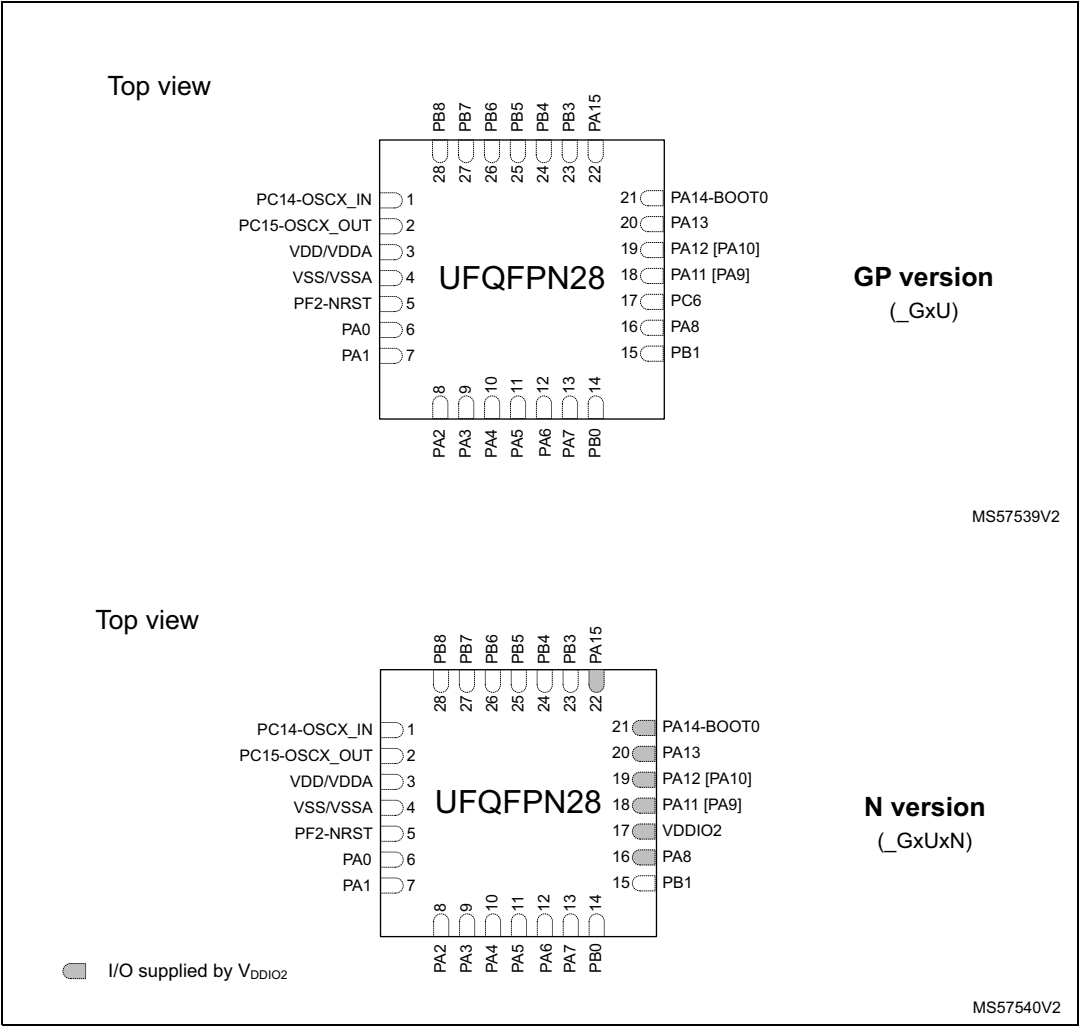 Top view
PB8 PB7 PB6 PB5 PB4 PB3 PA15
28 27 26 25 24 23 22
PC14-OSCX_IN 1 21 PA14-BOOT0
PC15-OSCX_OUT 2 20 PA13
VDD/VDDA 3 19 PA12 [PA10]
VSS/VSSA 4 UFQFPN28 18 PA11 [PA9] GP version
PF2-NRST 5 17 PC6 (_GxU)
PA0 6 16 PA8
PA1 7 15 PB1
8 9 10 11 12 13 14
PA2 PA3 PA4 PA5 PA6 PA7 PB0
MS57539V2
Top view
PB8 PB7 PB6 PB5 PB4 PB3 PA15
28 27 26 25 24 23 22
PC14-OSCX_IN 1 21 PA14-BOOT0
PC15-OSCX_OUT 2 20 PA13
VDD/VDDA 3 19 PA12 [PA10]
VSS/VSSA 4 UFQFPN28 18 PA11 [PA9] N version
PF2-NRST 5 17 VDDIO2 (_GxUxN)
PA0 6 16 PA8
PA1 7 15 PB1
8 9 10 11 12 13 14
PA2 PA3 PA4 PA5 PA6 PA7 PB0
I/O supplied by VDDIO2
MS57540V2